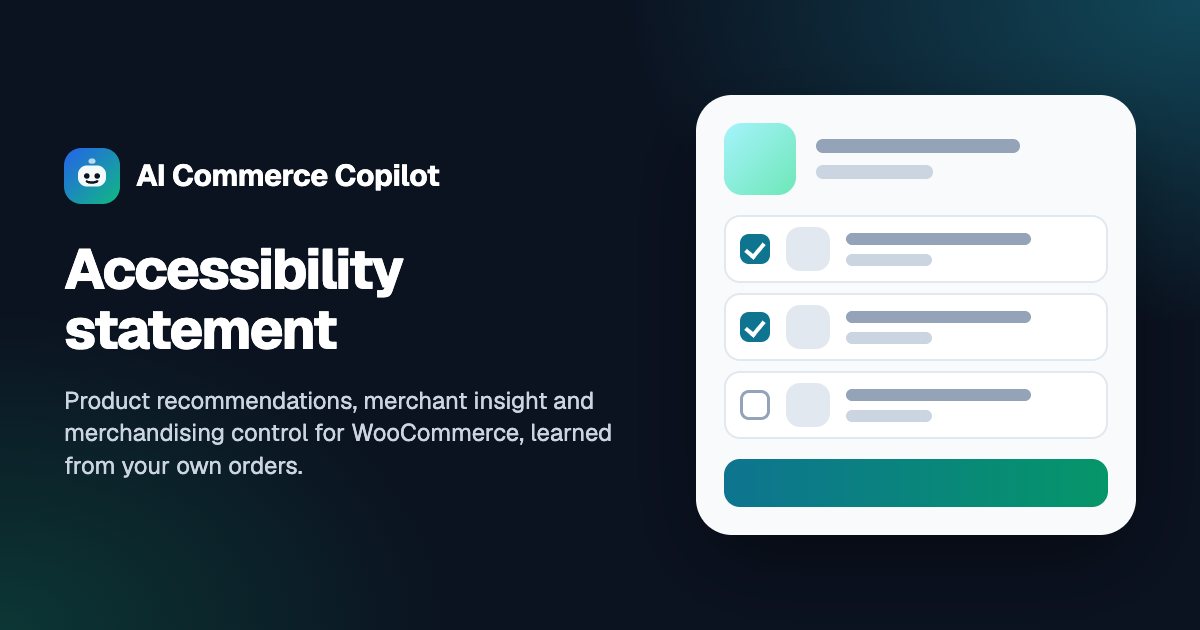 AI Commerce Copilot
Accessibility
statement
Product recommendations, merchant insight and
merchandising control for WooCommerce, learned
from your own orders.